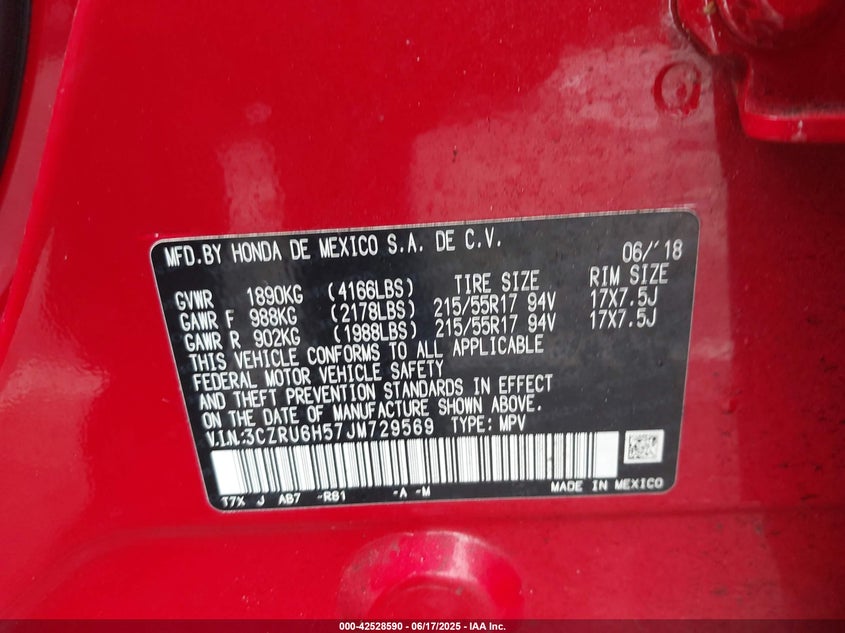 MFD.BY HONDA DE MEXICO S.A. DE C.V. 06/'18
GVWR 1890KG (4166LBS) TIRE SIZE RIM SIZE
GAWR F 988KG (2178LBS) 215/55R17 94V 17X7.5J
GAWR R 902KG (1988LBS) 215/55R17 94V 17X7.5J
THIS VEHICLE CONFORMS TO ALL APPLICABLE
FEDERAL MOTOR VEHICLE SAFETY
AND THEFT PREVENTION STANDARDS IN EFFECT
ON THE DATE OF MANUFACTURE SHOWN ABOVE.
V.I.N:3CZRU6H57JM729569 TYPE: MPV
T7X J AB7 -R81 -A -M MADE IN MEXICO
000-42528590 - 06/17/2025 - IAA Inc.